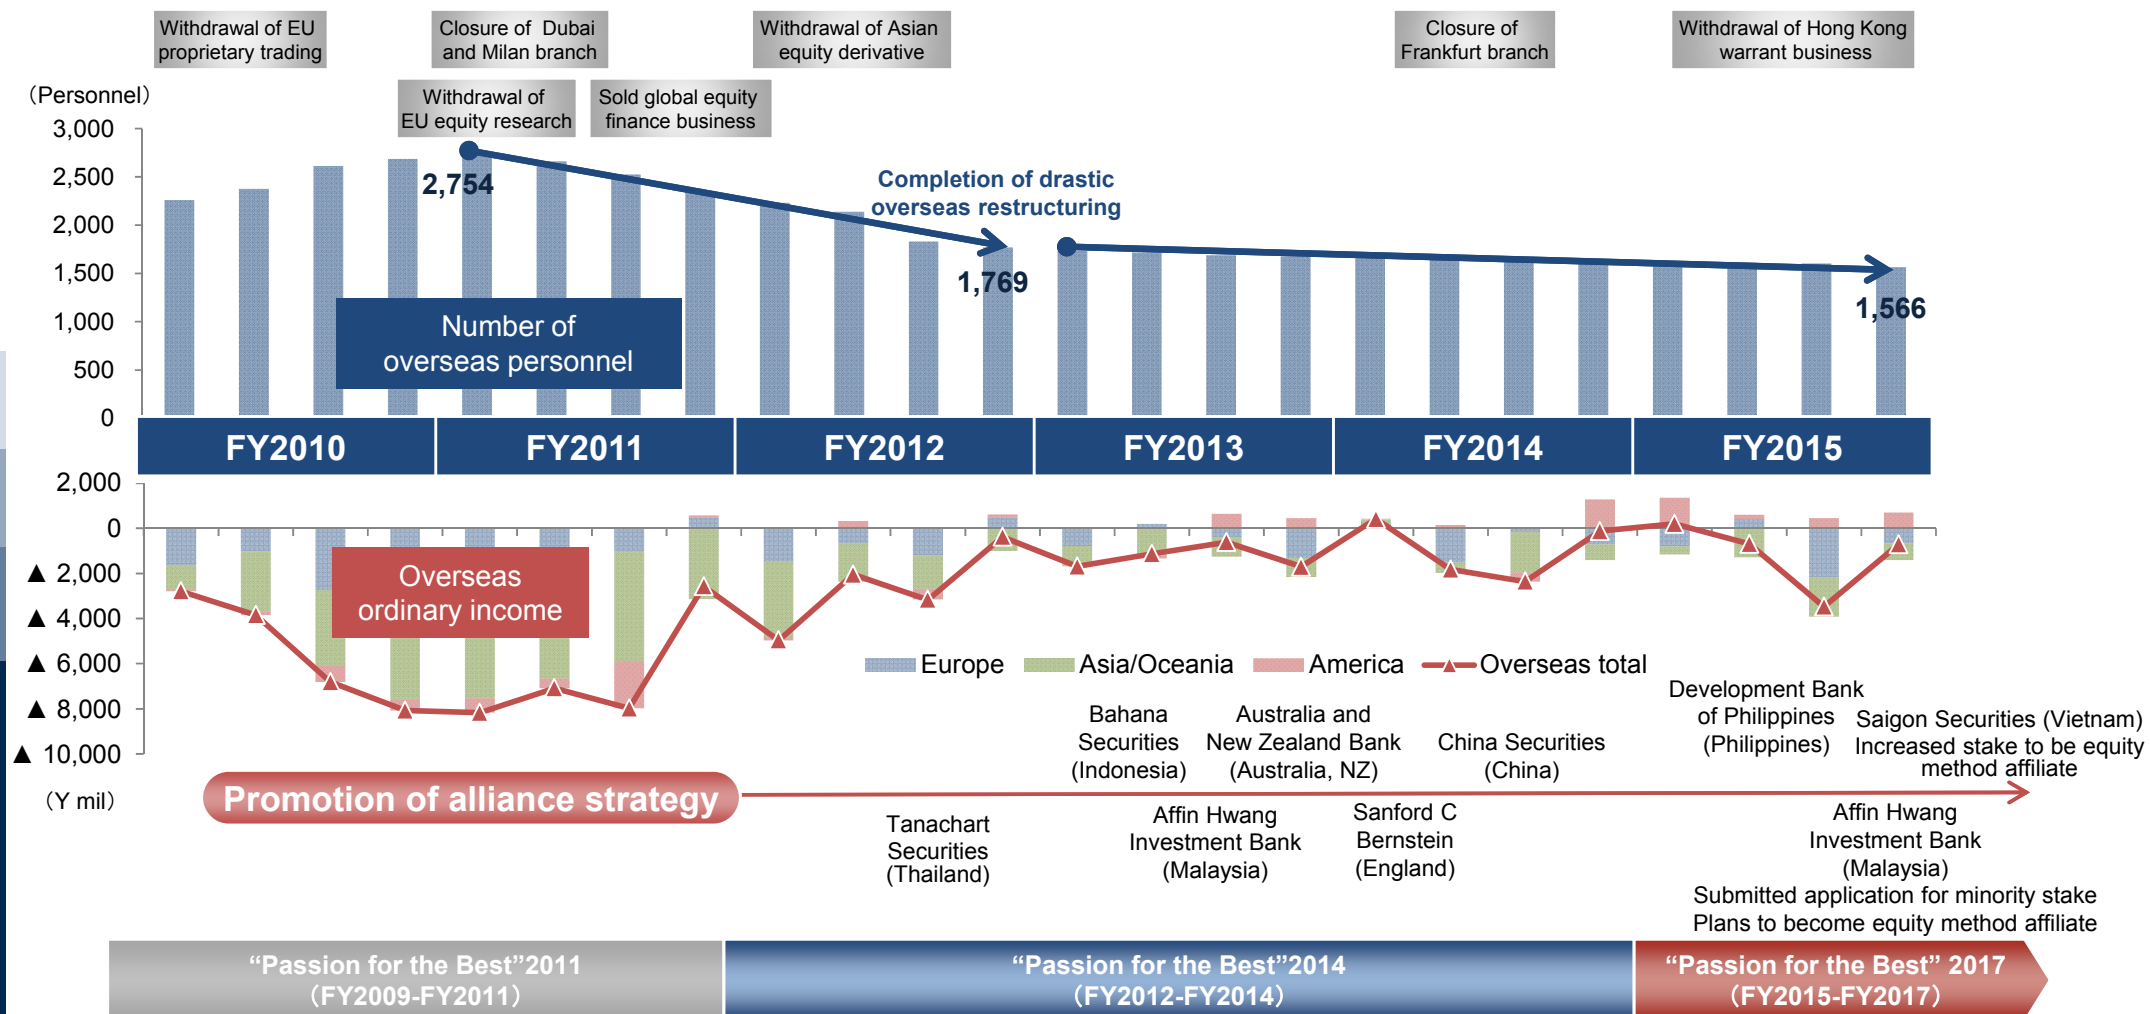 Withdrawal of EU
proprietary trading
Closure of Dubai
and Milan branch
Withdrawal of Asian
equity derivative
Closure of
Frankfurt branch
Withdrawal of Hong Kong
warrant business
Withdrawal of
EU equity research
Sold global equity
finance business
（Personnel）
3,000
2,500
2,000
1,500
1,000
500
0
2,754
Completion of drastic
overseas restructuring
1,769
1,566
Number of
overseas personnel
FY2010
FY2011
FY2012
FY2013
FY2014
FY2015
2,000
0
▲ 2,000
▲ 4,000
▲ 6,000
▲ 8,000
▲ 10,000
（Y mil）
Overseas
ordinary income
Europe
Asia/Oceania
America
Overseas total
Promotion of alliance strategy
Bahana
Securities
(Indonesia)
Australia and
New Zealand Bank
(Australia, NZ)
China Securities
(China)
Development Bank
of Philippines
(Philippines)
Saigon Securities (Vietnam)
Increased stake to be equity
method affiliate
Tanachart
Securities
(Thailand)
Affin Hwang
Investment Bank
(Malaysia)
Sanford C
Bernstein
(England)
Affin Hwang
Investment Bank
(Malaysia)
Submitted application for minority stake
Plans to become equity method affiliate
“Passion for the Best”2011
（FY2009-FY2011）
“Passion for the Best”2014
（FY2012-FY2014）
“Passion for the Best” 2017
（FY2015-FY2017）